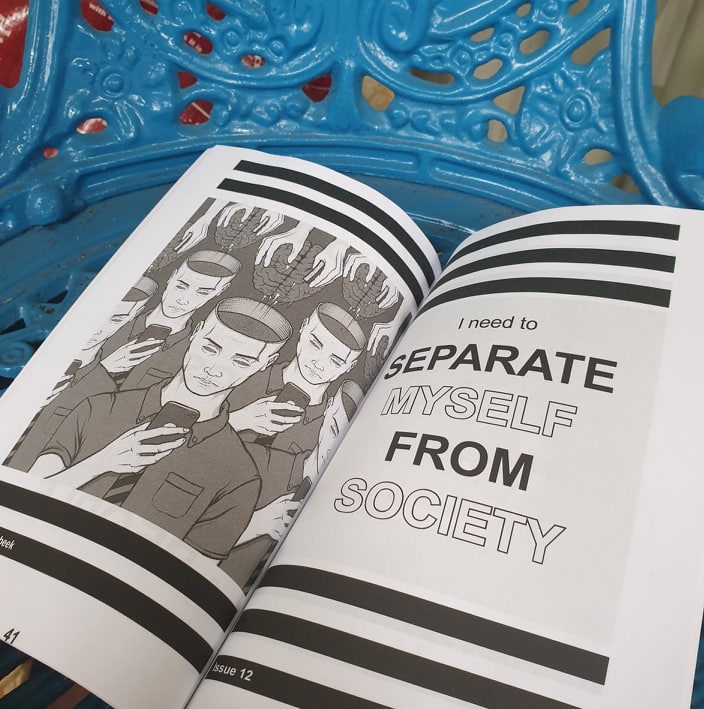 41
I need to
SEPARATE
MYSELF
FROM
SOCIETY
Issue 12